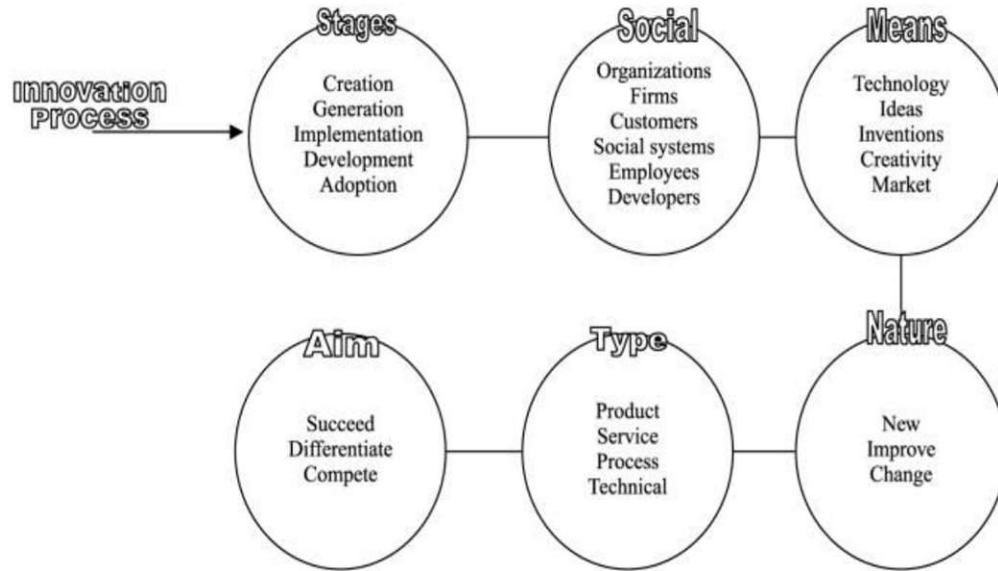 Innovation
Process
Stages
Creation
Generation
Implementation
Development
Adoption
Social
Organizations
Firms
Customers
Social systems
Employees
Developers
Means
Technology
Ideas
Inventions
Creativity
Market
Nature
New
Improve
Change
Type
Product
Service
Process
Technical
Aim
Succeed
Differentiate
Compete